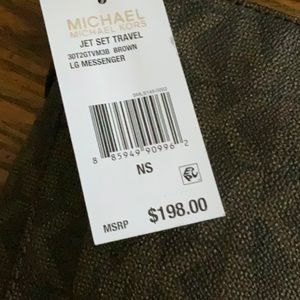 MICHAEL
MICHAEL KORS
JET SET TRAVEL
30T2GTVM3B BROWN
LG MESSENGER
8 85949 90996 2
NS
MSRP $198.00